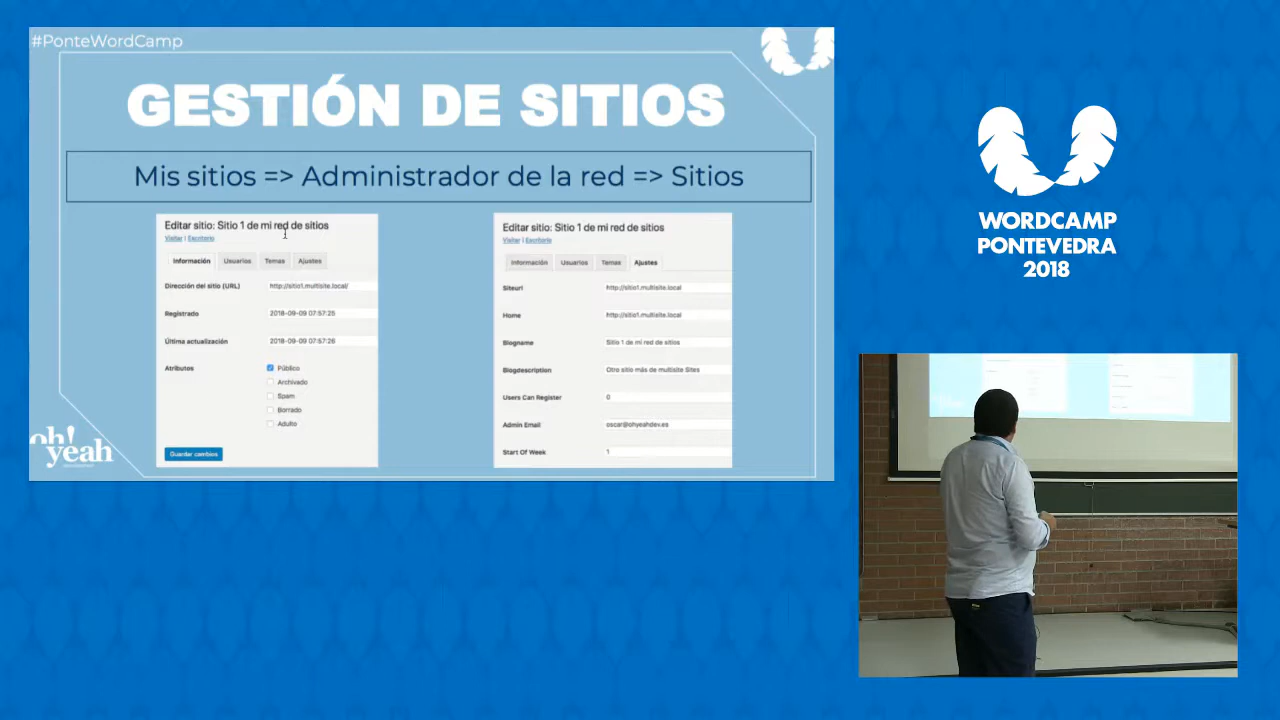 #PonteWordCamp
GESTIÓN DE SITIOS
Mis sitios => Administrador de la red => Sitios
Editar sitio: Sitio 1 de mi red de sitios
Visitar | Escritorio
Información Usuarios Temas Ajustes
Dirección del sitio (URL) http://sitio1.multisite.local/
Registrado 2018-09-09 07:57:25
Última actualización 2018-09-09 07:57:26
Atributos Público
Archivado
Spam
Borrado
Adulto
Guardar cambios
Editar sitio: Sitio 1 de mi red de sitios
Visitar | Escritorio
Información Usuarios Temas Ajustes
Siteurl http://sitio1.multisite.local
Home http://sitio1.multisite.local
Blogname Sitio 1 de mi red de sitios
Blogdescription Otro sitio más de multisite Sites
Users Can Register 0
Admin Email oscar@ohyeahdev.es
Start Of Week 1
oh!
yeah
WORDCAMP
PONTEVEDRA
2018